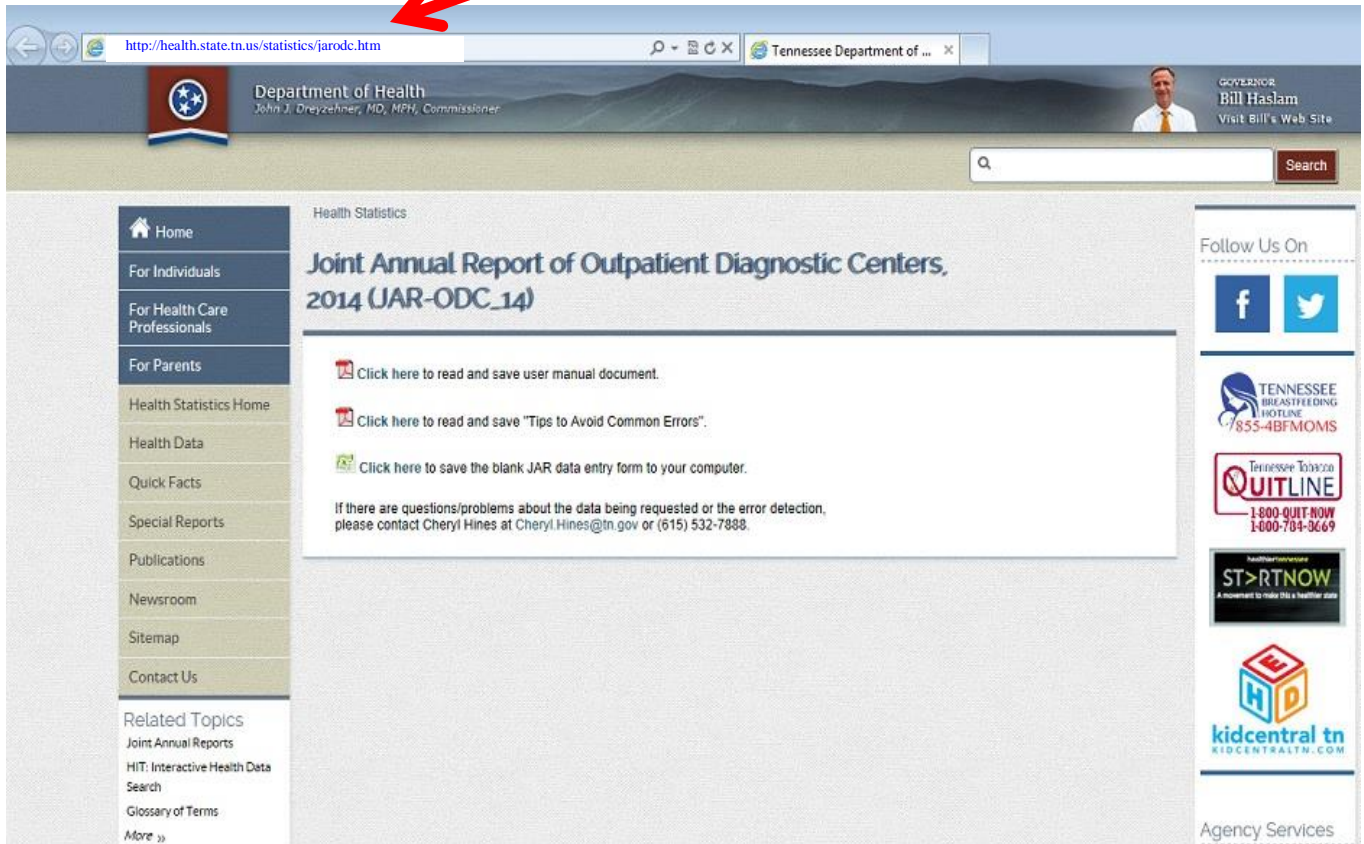 http://health.state.tn.us/statistics/jarodc.htm
Tennessee Department of ...
Department of Health
John J. Dreyzehner, MD, MPH, Commissioner
GOVERNOR
Bill Haslam
Visit Bill's Web Site
Search
Home
For Individuals
For Health Care
Professionals
For Parents
Health Statistics Home
Health Data
Quick Facts
Special Reports
Publications
Newsroom
Sitemap
Contact Us
Related Topics
Joint Annual Reports
HIT: Interactive Health Data
Search
Glossary of Terms
More »
Health Statistics
Joint Annual Report of Outpatient Diagnostic Centers,
2014 (JAR-ODC_14)
Click here to read and save user manual document.
Click here to read and save "Tips to Avoid Common Errors".
Click here to save the blank JAR data entry form to your computer.
If there are questions/problems about the data being requested or the error detection,
please contact Cheryl Hines at Cheryl.Hines@tn.gov or (615) 532-7888.
Follow Us On
f
TENNESSEE
BREASTFEEDING
HOTLINE
855-4BFMOMS
Tennessee Tobacco
QUITLINE
1-800-QUIT-NOW
1-800-784-8669
healthiertennessee
ST>RTNOW
A movement to make this a healthier state
E
H
D
kidcentral tn
KIDCENTRALTN.COM
Agency Services